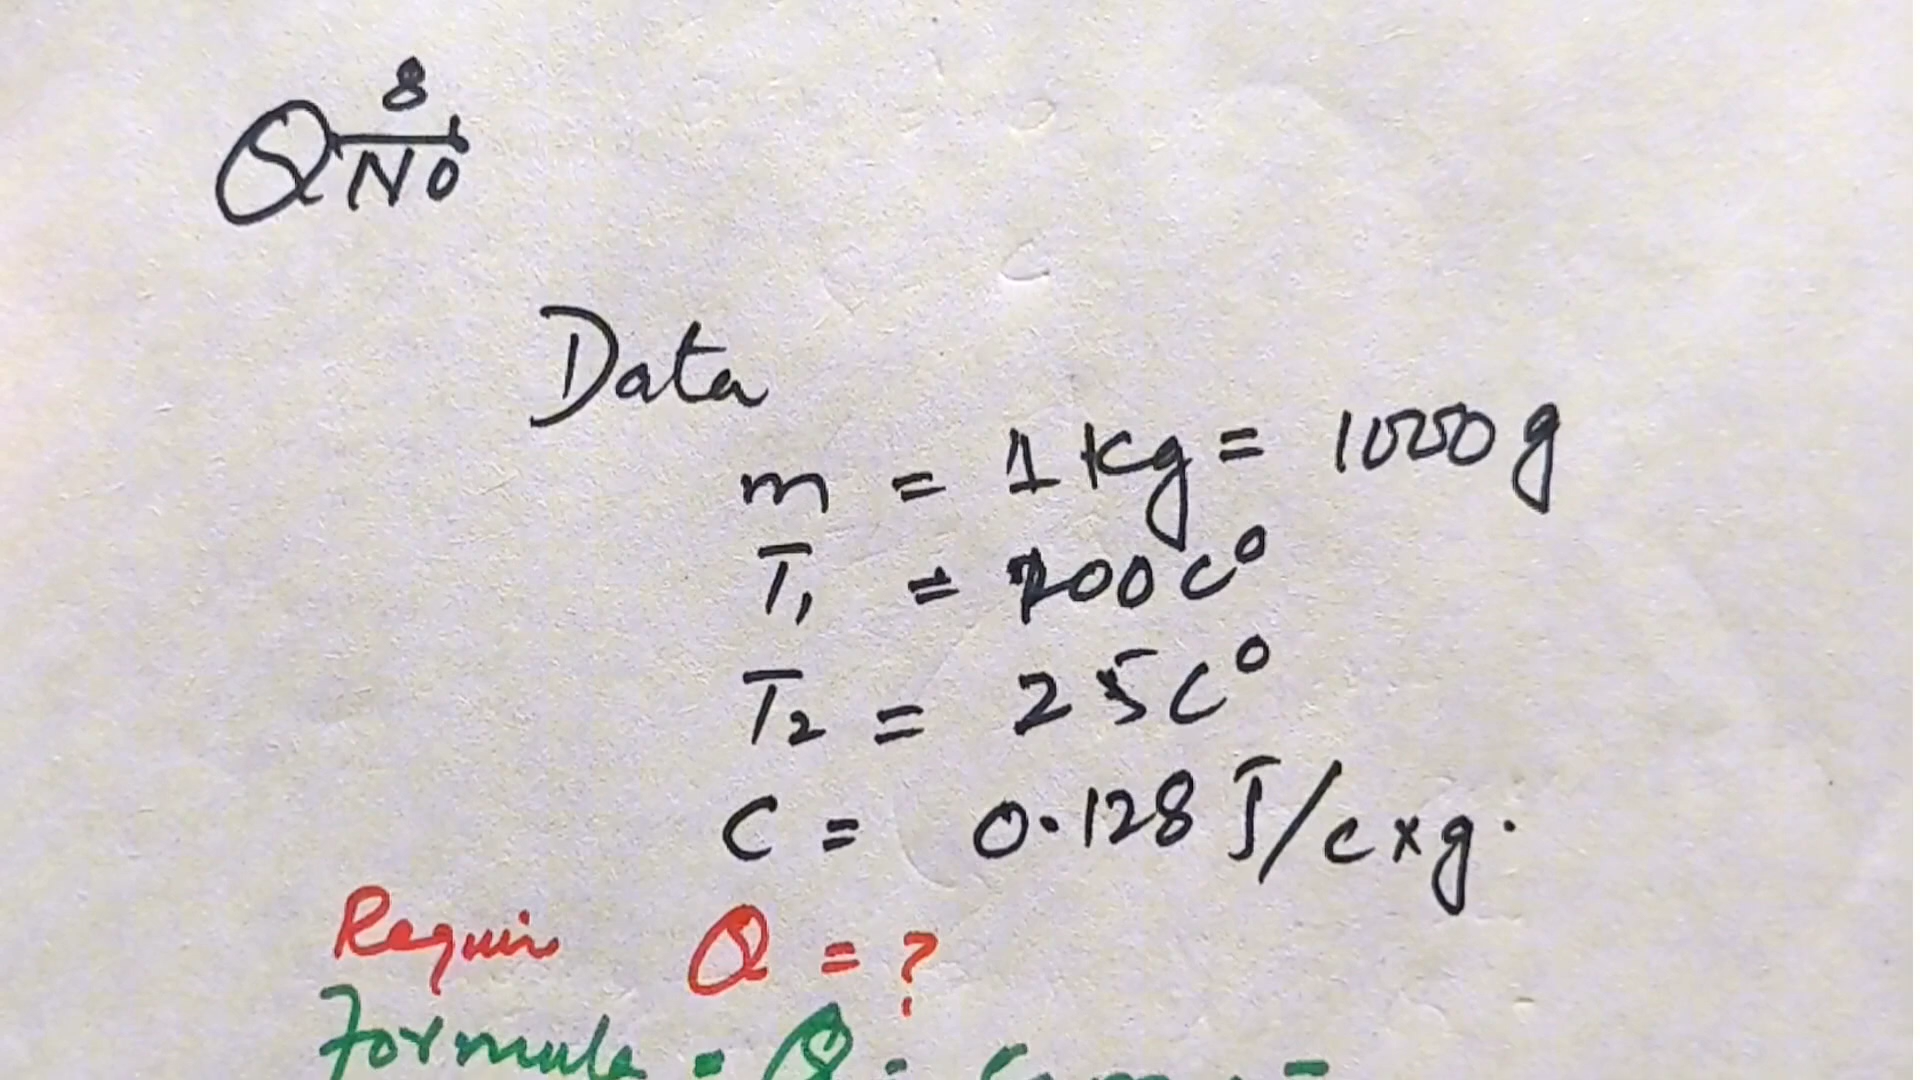 Q 8
No
Data
m = 1 kg = 1000 g
T₁ = 200 C°
T₂ = 25 C°
C = 0.128 J/c×g.
Requir Q = ?
Formula = Q =